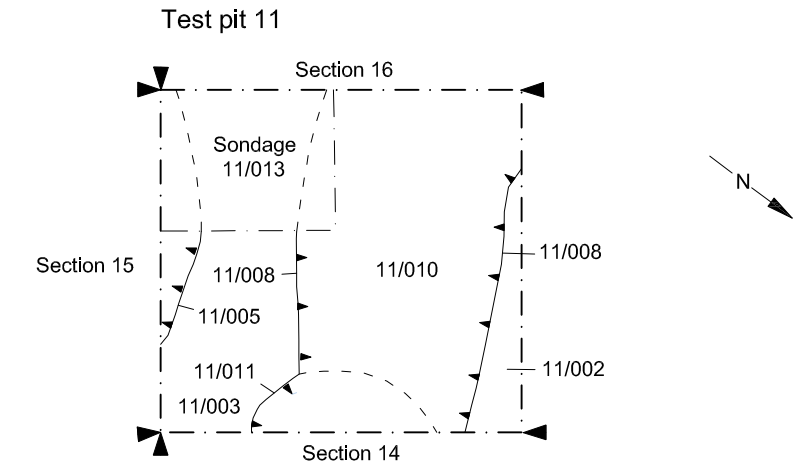 Test pit 11
Section 16
Sondage
11/013
N
11/008
Section 15
11/008
11/010
11/005
11/011
11/002
11/003
Section 14